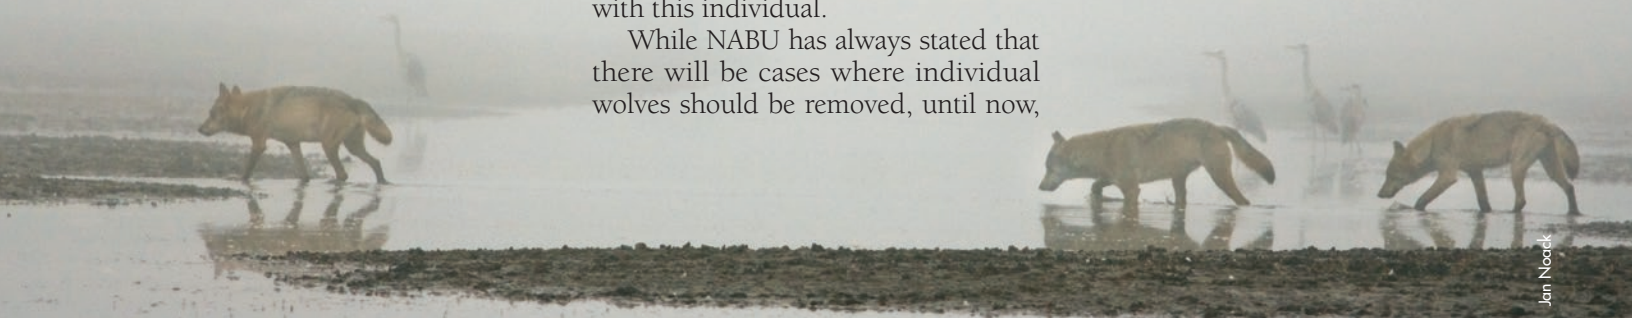 with this individual.
While NABU has always stated that
there will be cases where individual
wolves should be removed, until now,
Jan Noack